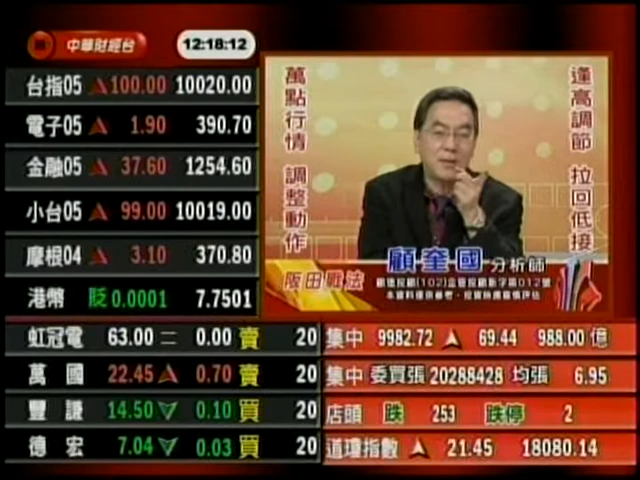 中華財經台
12:18:12
台指05 100.00 10020.00
電子05 1.90 390.70
金融05 37.60 1254.60
小台05 99.00 10019.00
摩根04 3.10 370.80
港幣 貶 0.0001 7.7501
萬點行情 調整動作
逢高調節 拉回低接
顧奎國 分析師
阪田戰法
虹冠電 63.00 二 0.00 賣 20
萬國 22.45 0.70 賣 20
豐謙 14.50 0.10 買 20
德宏 7.04 0.03 買 20
集中 9982.72 69.44 988.00 億
集中 委買張 20288428 均張 6.95
店頭 跌 253 跌停 2
道瓊指數 21.45 18080.14